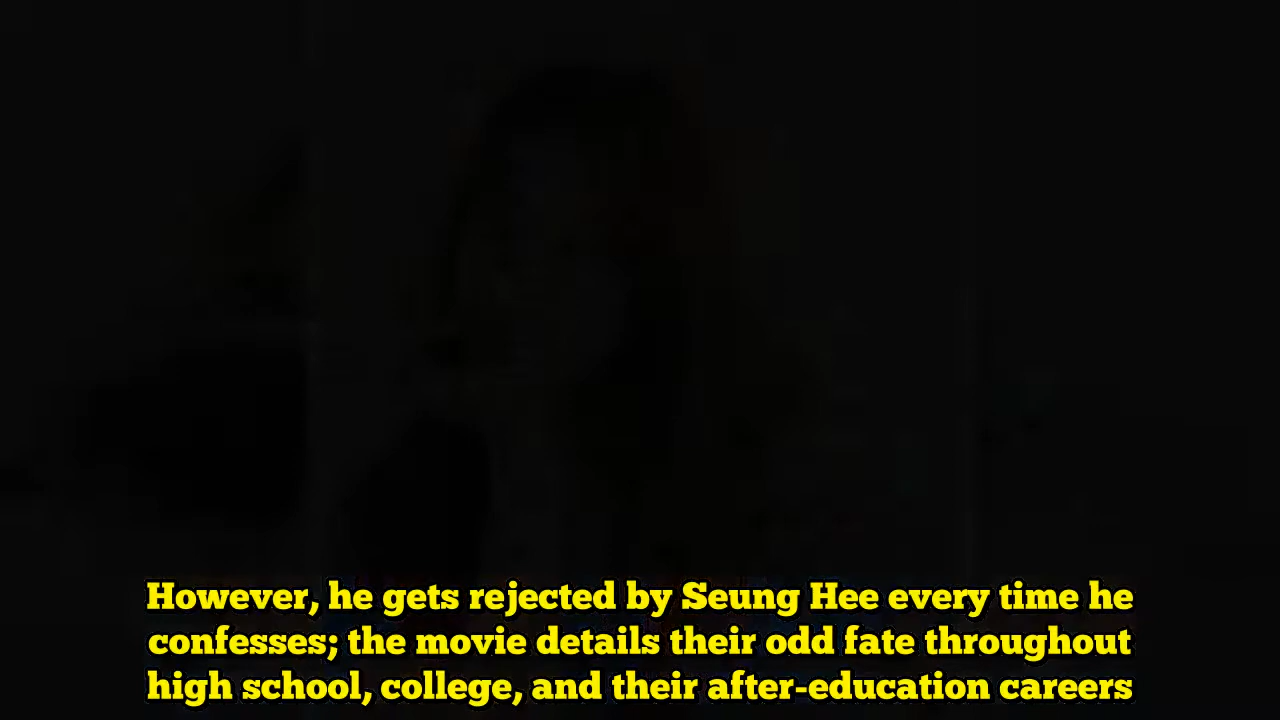 However, he gets rejected by Seung Hee every time he
confesses; the movie details their odd fate throughout
high school, college, and their after-education careers